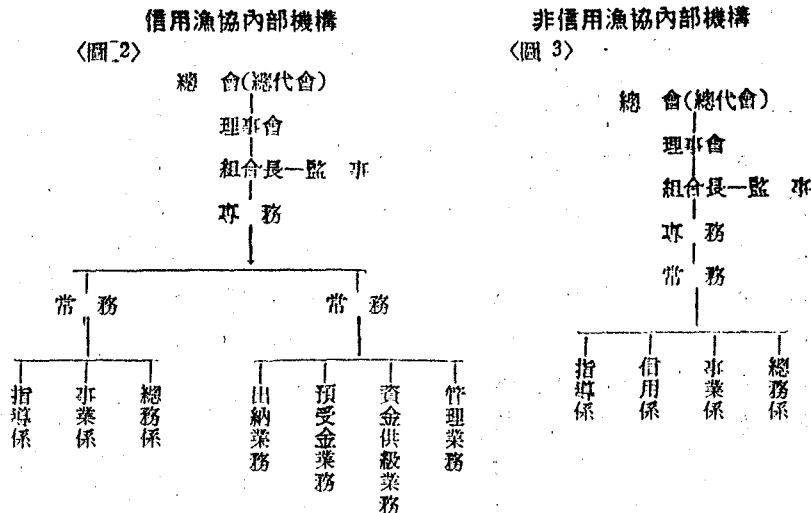 信用漁協內部機構
〈圖 2〉
總 會(總代會)
理事會
組合長—監 事
專 務
常 務
常 務
指導係
事業係
總務係
出納業務
預受金業務
資金供級業務
管理業務
非信用漁協內部機構
〈圖 3〉
總 會(總代會)
理事會
組合長—監 事
專 務
常 務
指導係
信用係
事業係
總務係